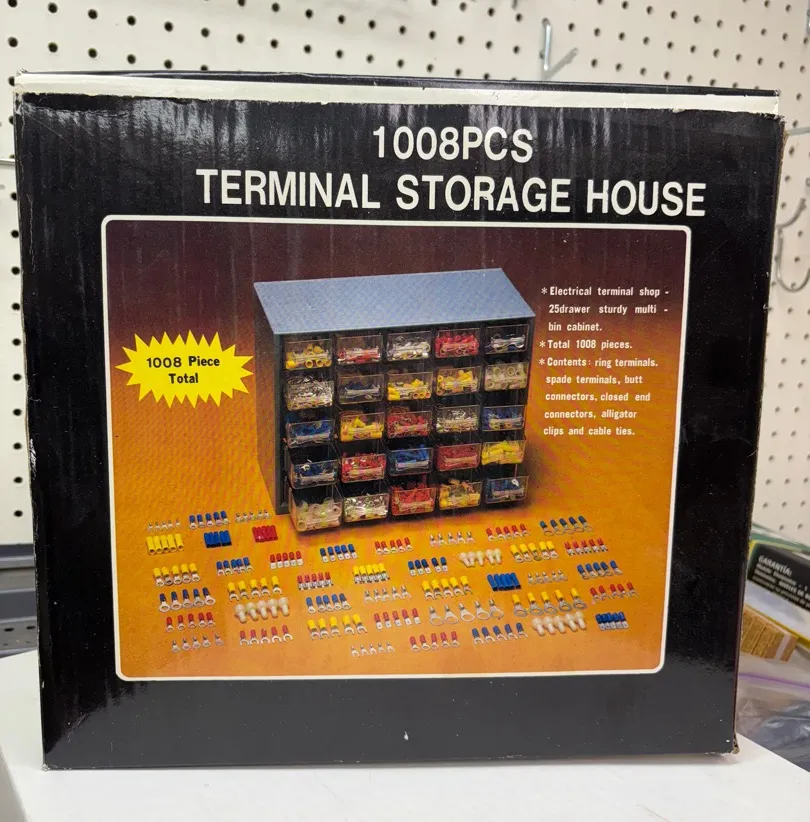 1008PCS
TERMINAL STORAGE HOUSE
1008 Piece
Total
* Electrical terminal shop -
25drawer sturdy multi -
bin cabinet.
* Total 1008 pieces.
* Contents: ring terminals,
spade terminals, butt
connectors, closed end
connectors, alligator
clips and cable ties.
GARANTÍA: